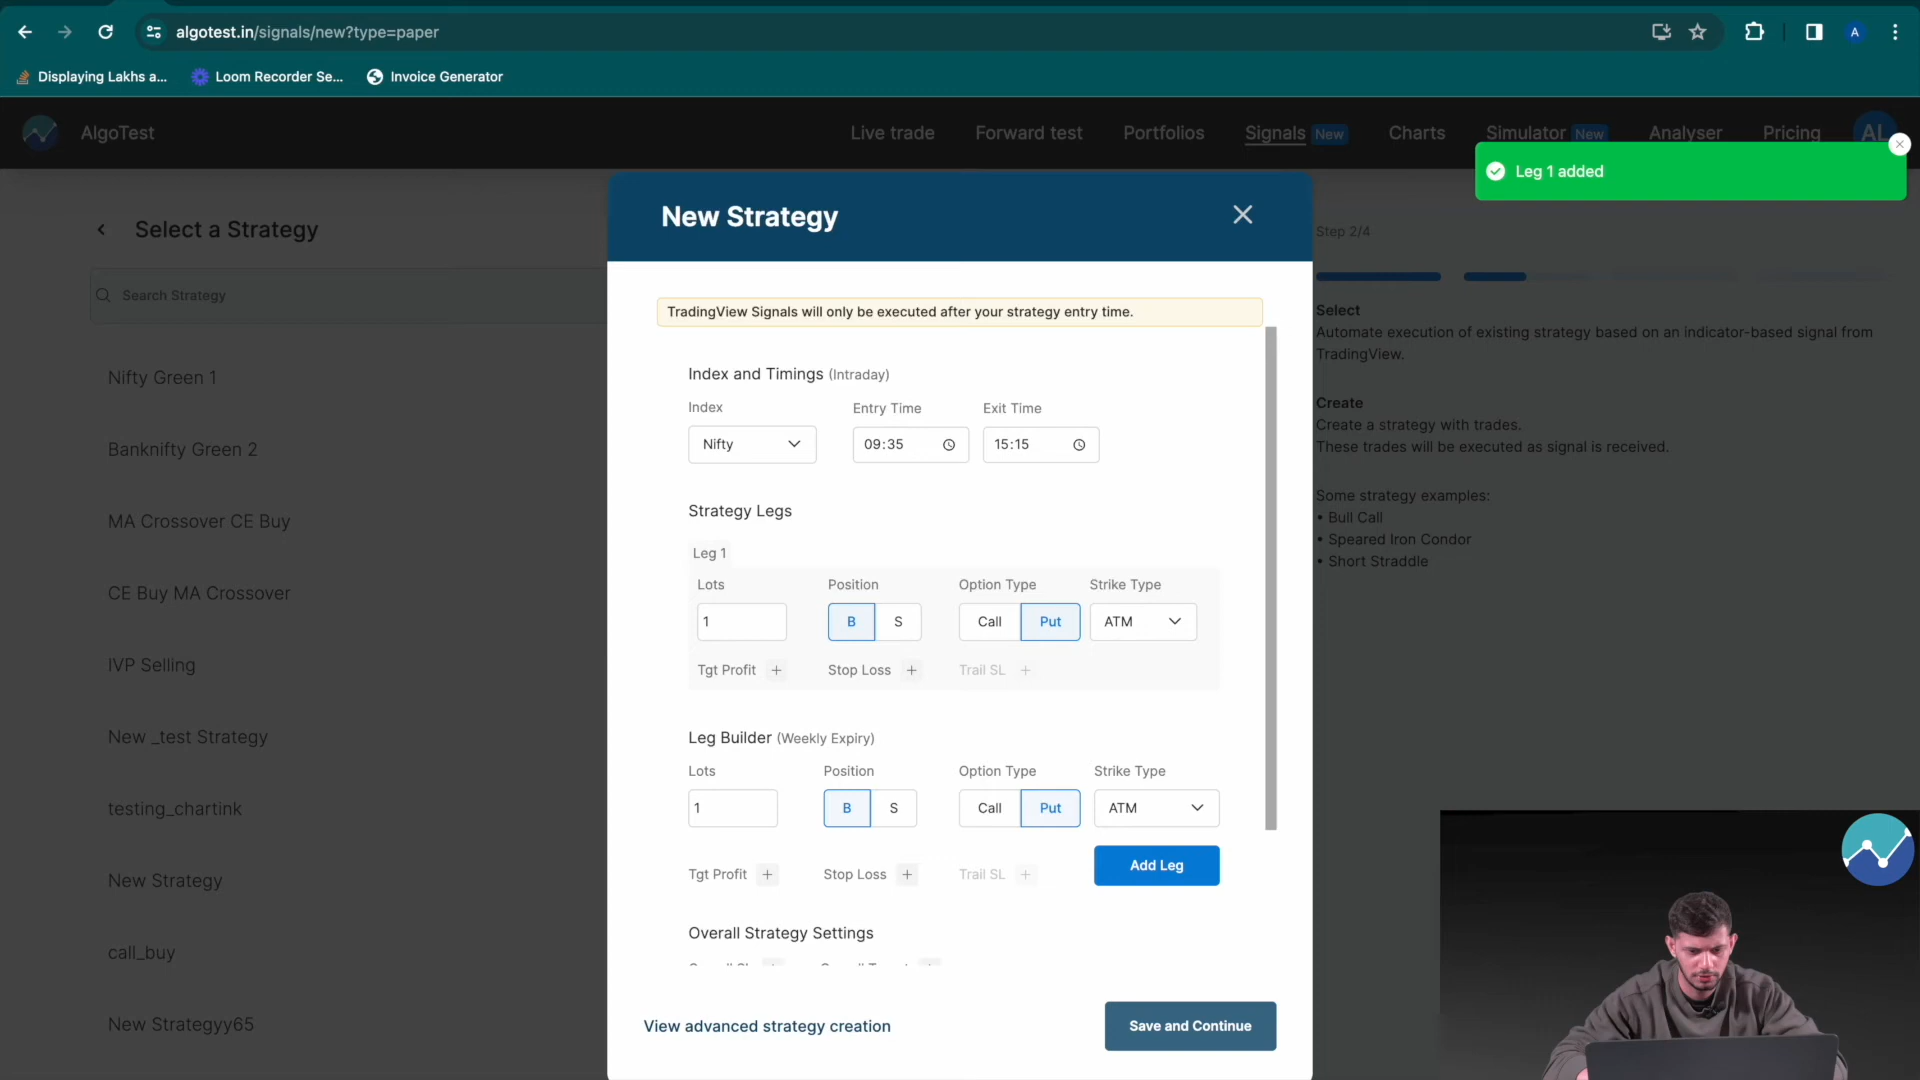 algotest.in/signals/new?type=paper
A
Displaying Lakhs a...
Loom Recorder Se...
Invoice Generator
AlgoTest
Live trade
Forward test
Portfolios
Signals New
Charts
Simulator New
Analyser
Pricing
AL
Leg 1 added
Select a Strategy
Search Strategy
Nifty Green 1
Banknifty Green 2
MA Crossover CE Buy
CE Buy MA Crossover
IVP Selling
New _test Strategy
testing_chartink
New Strategy
call_buy
New Strategyy65
New Strategy
TradingView Signals will only be executed after your strategy entry time.
Index and Timings (Intraday)
Index Entry Time Exit Time
Nifty 09:35 15:15
Strategy Legs
Leg 1
Lots Position Option Type Strike Type
1 B S Call Put ATM
Tgt Profit + Stop Loss + Trail SL +
Leg Builder (Weekly Expiry)
Lots Position Option Type Strike Type
1 B S Call Put ATM
Tgt Profit + Stop Loss + Trail SL + Add Leg
Overall Strategy Settings
View advanced strategy creation
Save and Continue
Step 2/4
Select
Automate execution of existing strategy based on an indicator-based signal from
TradingView.
Create
Create a strategy with trades.
These trades will be executed as signal is received.
Some strategy examples:
• Bull Call
• Speared Iron Condor
• Short Straddle